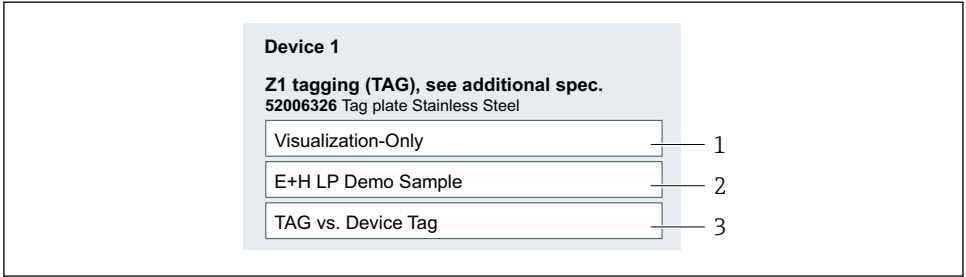 Device 1
Z1 tagging (TAG), see additional spec.
52006326 Tag plate Stainless Steel
Visualization-Only 1
E+H LP Demo Sample 2
TAG vs. Device Tag 3